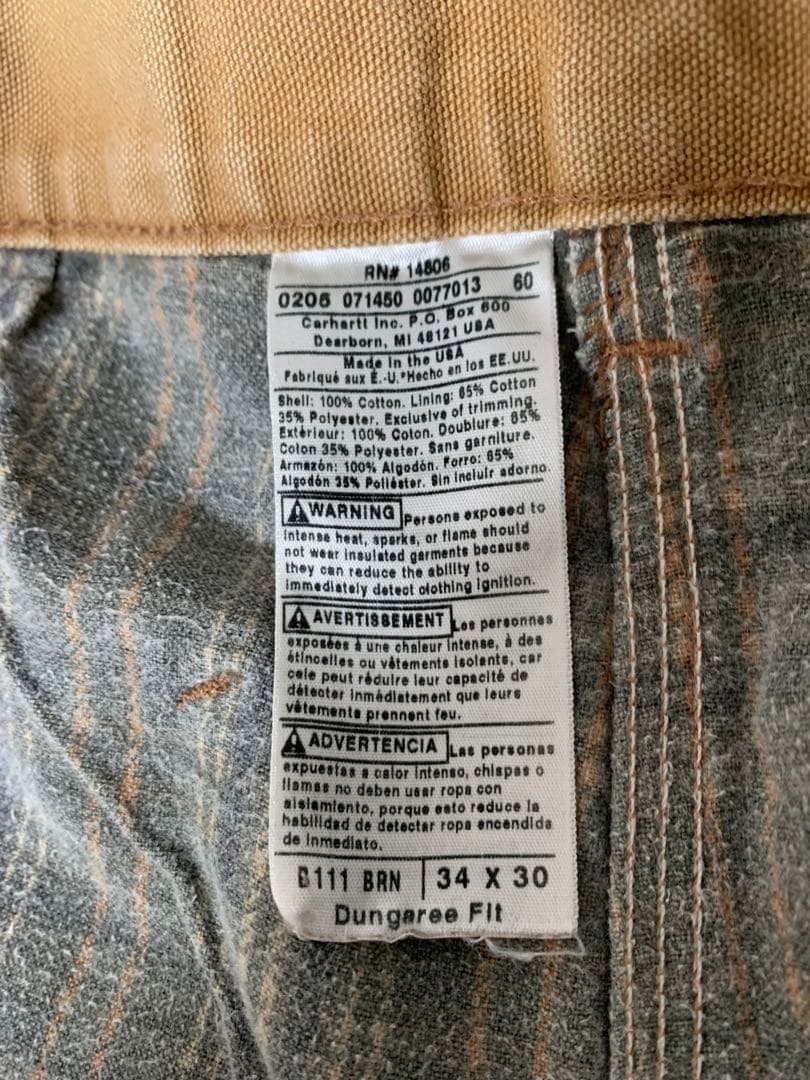 RN# 14806
0205 071450 0077013 60
Carhartt Inc. P.O. Box 600
Dearborn, MI 48121 USA
Made in the USA
Fabriqué aux É.-U.*Hecho en los EE.UU.
Shell: 100% Cotton. Lining: 65% Cotton
35% Polyester. Exclusive of trimming.
Extérieur: 100% Coton. Doublure: 65%
Coton 35% Polyester. Sans garniture.
Armazón: 100% Algodón. Forro: 65%
Algodón 35% Poliéster. Sin incluir adorno.
WARNING Persons exposed to
intense heat, sparks, or flame should
not wear insulated garments because
they can reduce the ability to
immediately detect clothing ignition.
AVERTISSEMENT Les personnes
exposées à une chaleur intense, à des
étincelles ou vêtements isolants, car
cele peut réduire leur capacité de
détecter inmédiatement que leurs
vêtements prennent feu.
ADVERTENCIA Las personas
expuestas a calor intenso, chispas o
llamas no deben usar ropa con
aislamiento, porque esto reduce la
habilidad de detectar ropa encendida
de inmediato.
B111 BRN 34 X 30
Dungaree Fit